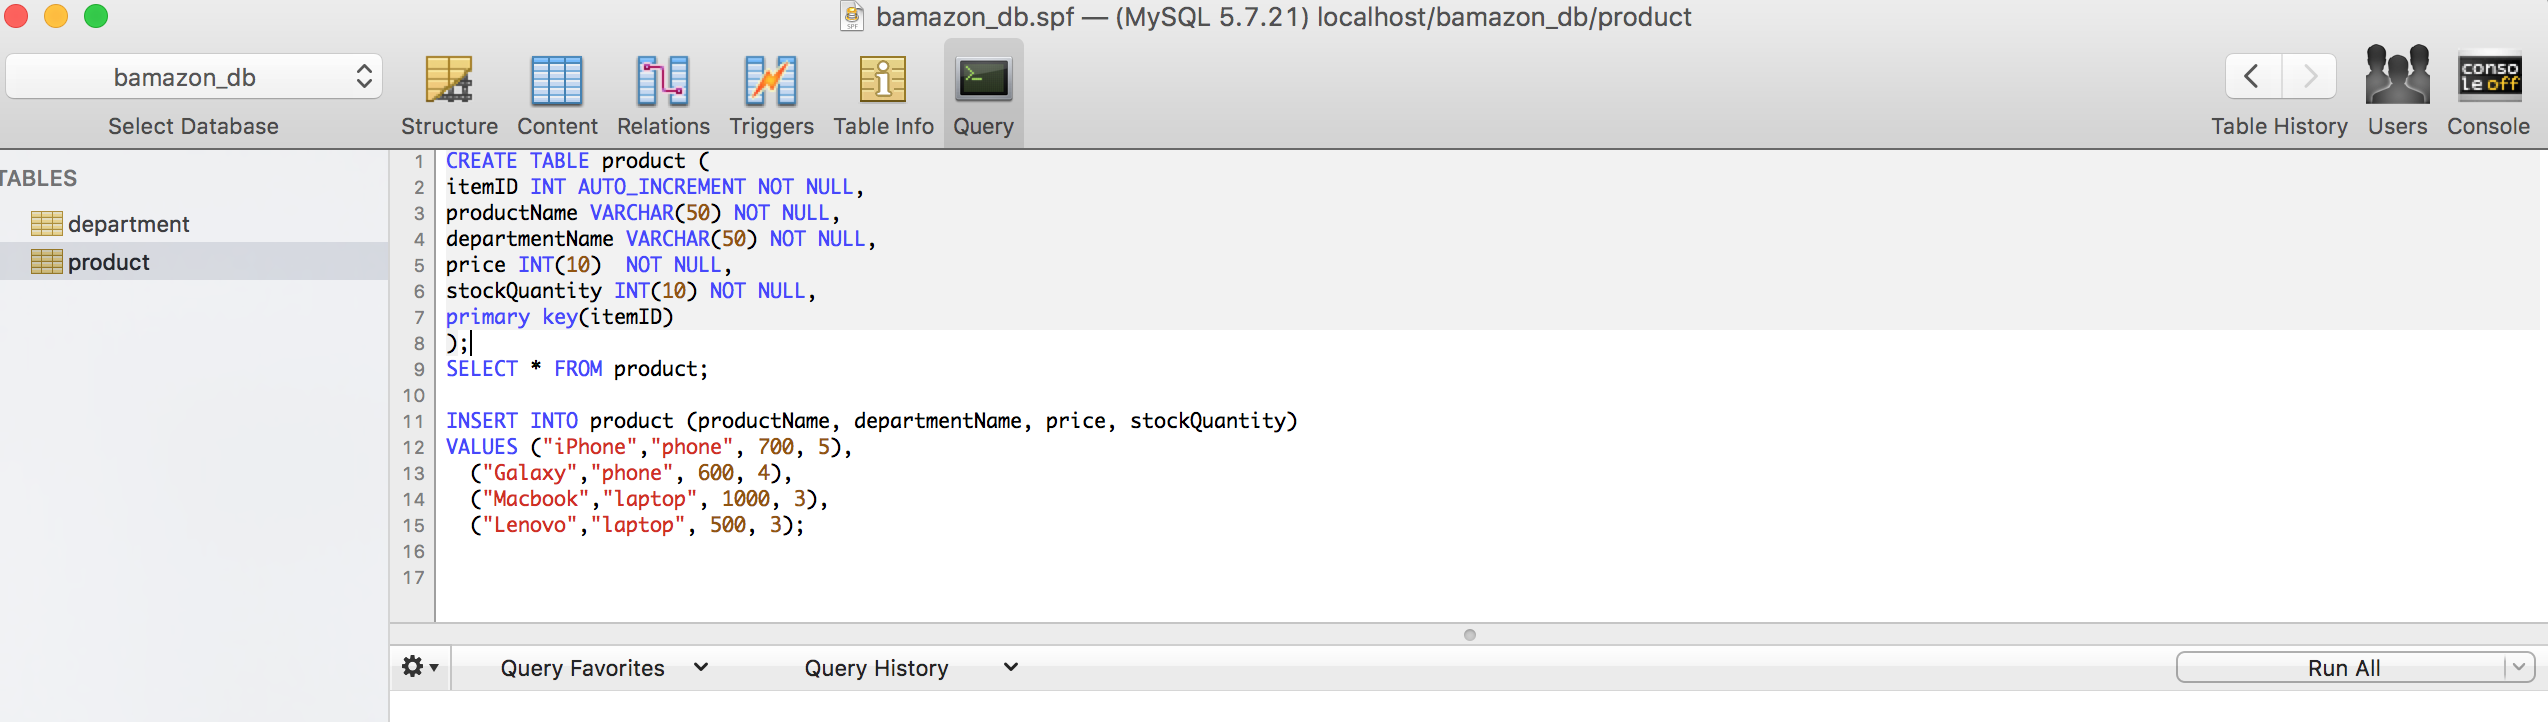 bamazon_db.spf — (MySQL 5.7.21) localhost/bamazon_db/product
bamazon_db
Select Database
Structure
Content
Relations
Triggers
Table Info
Query
Table History
Users
conso
le off
Console
TABLES
department
product
1 CREATE TABLE product (
2 itemID INT AUTO_INCREMENT NOT NULL,
3 productName VARCHAR(50) NOT NULL,
4 departmentName VARCHAR(50) NOT NULL,
5 price INT(10)  NOT NULL,
6 stockQuantity INT(10) NOT NULL,
7 primary key(itemID)
8 );
9 SELECT * FROM product;
10
11 INSERT INTO product (productName, departmentName, price, stockQuantity)
12 VALUES ("iPhone","phone", 700, 5),
13   ("Galaxy","phone", 600, 4),
14   ("Macbook","laptop", 1000, 3),
15   ("Lenovo","laptop", 500, 3);
16
17
Query Favorites
Query History
Run All